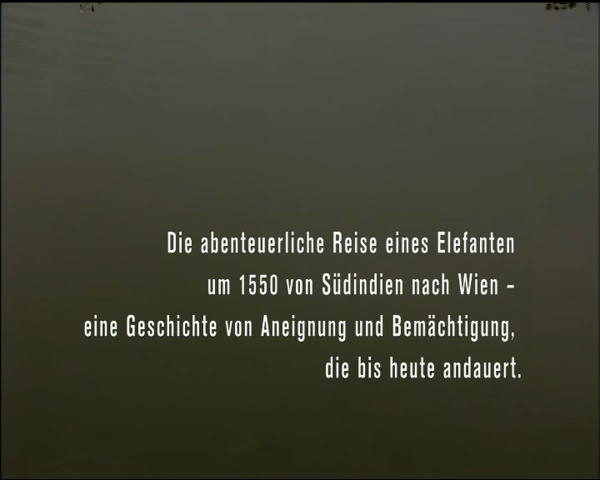 Die abenteuerliche Reise eines Elefanten
um 1550 von Südindien nach Wien –
eine Geschichte von Aneignung und Bemächtigung,
die bis heute andauert.